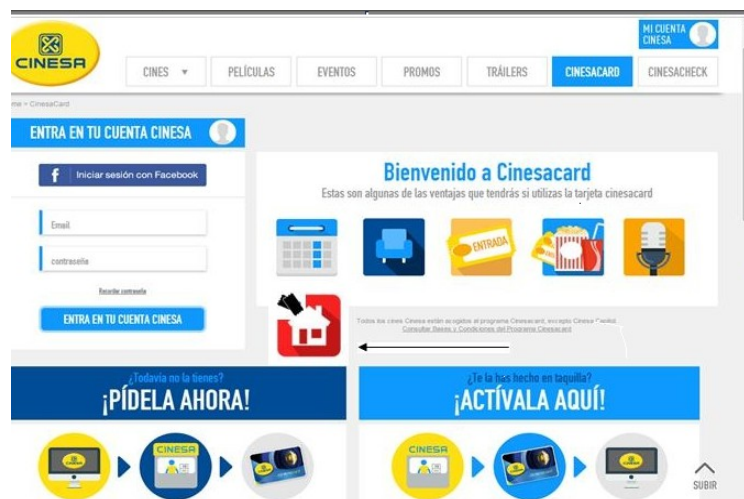 MI CUENTA
CINESA
CINESA
CINES
PELÍCULAS
EVENTOS
PROMOS
TRÁILERS
CINESACARD
CINESACHECK
me > CinesaCard
ENTRA EN TU CUENTA CINESA
f Iniciar sesión con Facebook
Email
contraseña
Recordar contraseña
ENTRA EN TU CUENTA CINESA
Bienvenido a Cinesacard
Estas son algunas de las ventajas que tendrás si utilizas la tarjeta cinesacard
ENTRADA
Todos los cines Cinesa están acogidos al programa Cinesacard, excepto Cinesa Capitol.
Consultar Bases y Condiciones del Programa Cinesacard
¿Todavía no la tienes?
¡PÍDELA AHORA!
CINESA
¿Te la has hecho en taquilla?
¡ACTÍVALA AQUÍ!
CINESA
SUBIR